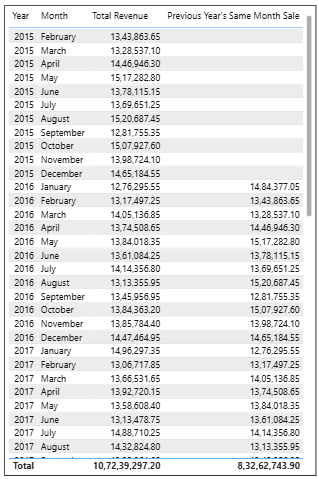 Year Month Total Revenue Previous Year's Same Month Sale
2015 February 13,43,863.65
2015 March 13,28,537.10
2015 April 14,46,946.30
2015 May 15,17,282.80
2015 June 13,78,115.15
2015 July 13,69,651.25
2015 August 15,20,687.45
2015 September 12,81,755.35
2015 October 15,07,927.60
2015 November 13,98,724.10
2015 December 14,65,184.55
2016 January 12,76,295.55 14,84,377.05
2016 February 13,17,497.25 13,43,863.65
2016 March 14,05,136.85 13,28,537.10
2016 April 13,74,508.65 14,46,946.30
2016 May 13,84,018.35 15,17,282.80
2016 June 13,61,084.25 13,78,115.15
2016 July 14,14,356.80 13,69,651.25
2016 August 13,13,355.95 15,20,687.45
2016 September 13,45,956.95 12,81,755.35
2016 October 13,84,363.20 15,07,927.60
2016 November 13,85,784.40 13,98,724.10
2016 December 14,47,464.95 14,65,184.55
2017 January 14,96,297.35 12,76,295.55
2017 February 13,06,717.85 13,17,497.25
2017 March 13,66,531.65 14,05,136.85
2017 April 13,92,720.15 13,74,508.65
2017 May 13,58,608.40 13,84,018.35
2017 June 13,13,478.75 13,61,084.25
2017 July 14,88,710.25 14,14,356.80
2017 August 14,32,824.80 13,13,355.95
Total 10,72,39,297.20 8,32,62,743.90